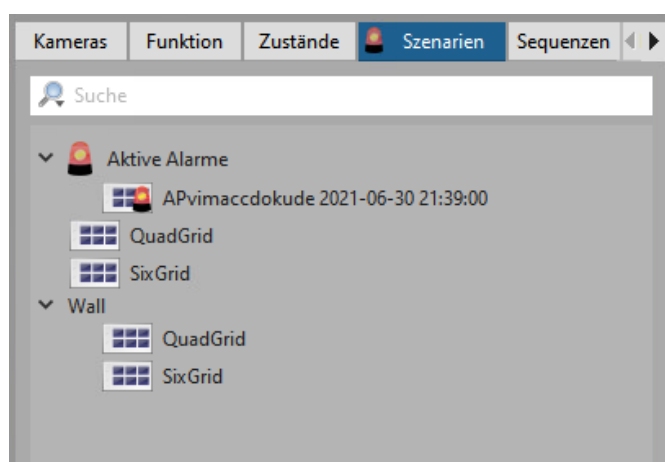 Kameras Funktion Zustände Szenarien Sequenzen
Suche
Aktive Alarme
APvimaccdokude 2021-06-30 21:39:00
QuadGrid
SixGrid
Wall
QuadGrid
SixGrid